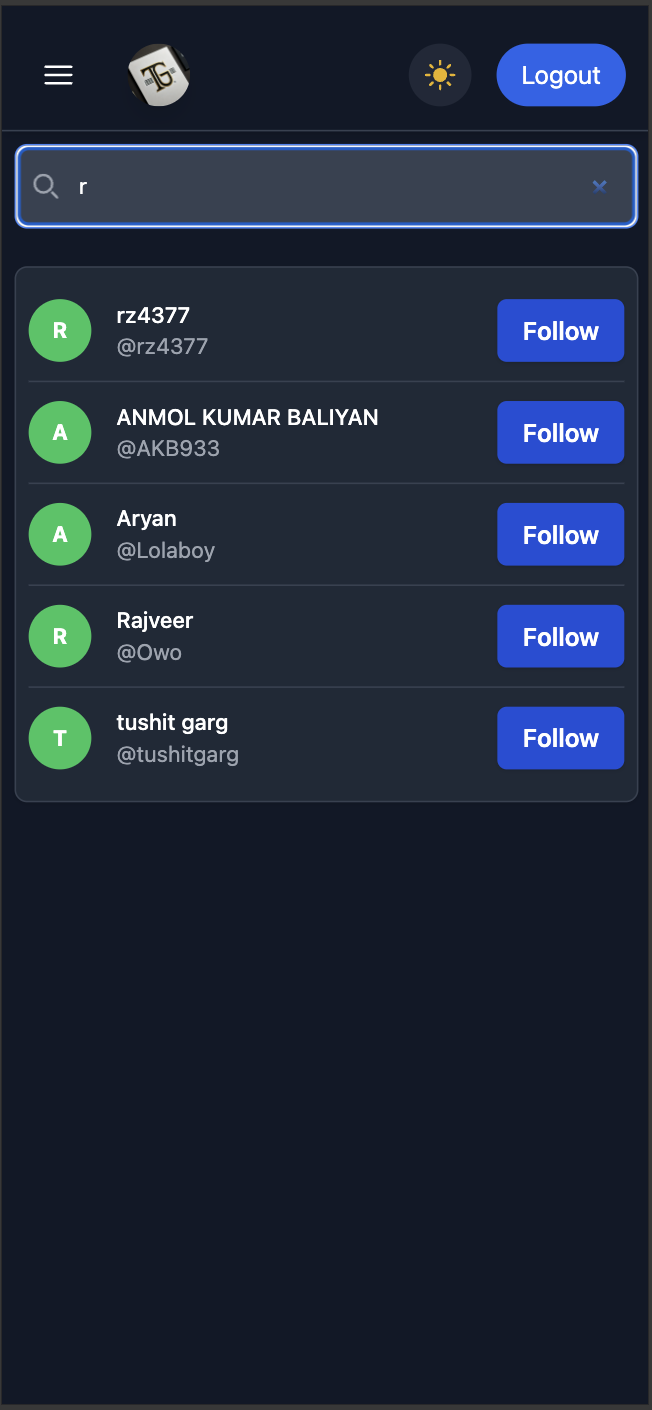 TG
Logout
r
R
rz4377
@rz4377
Follow
A
ANMOL KUMAR BALIYAN
@AKB933
Follow
A
Aryan
@Lolaboy
Follow
R
Rajveer
@Owo
Follow
T
tushit garg
@tushitgarg
Follow